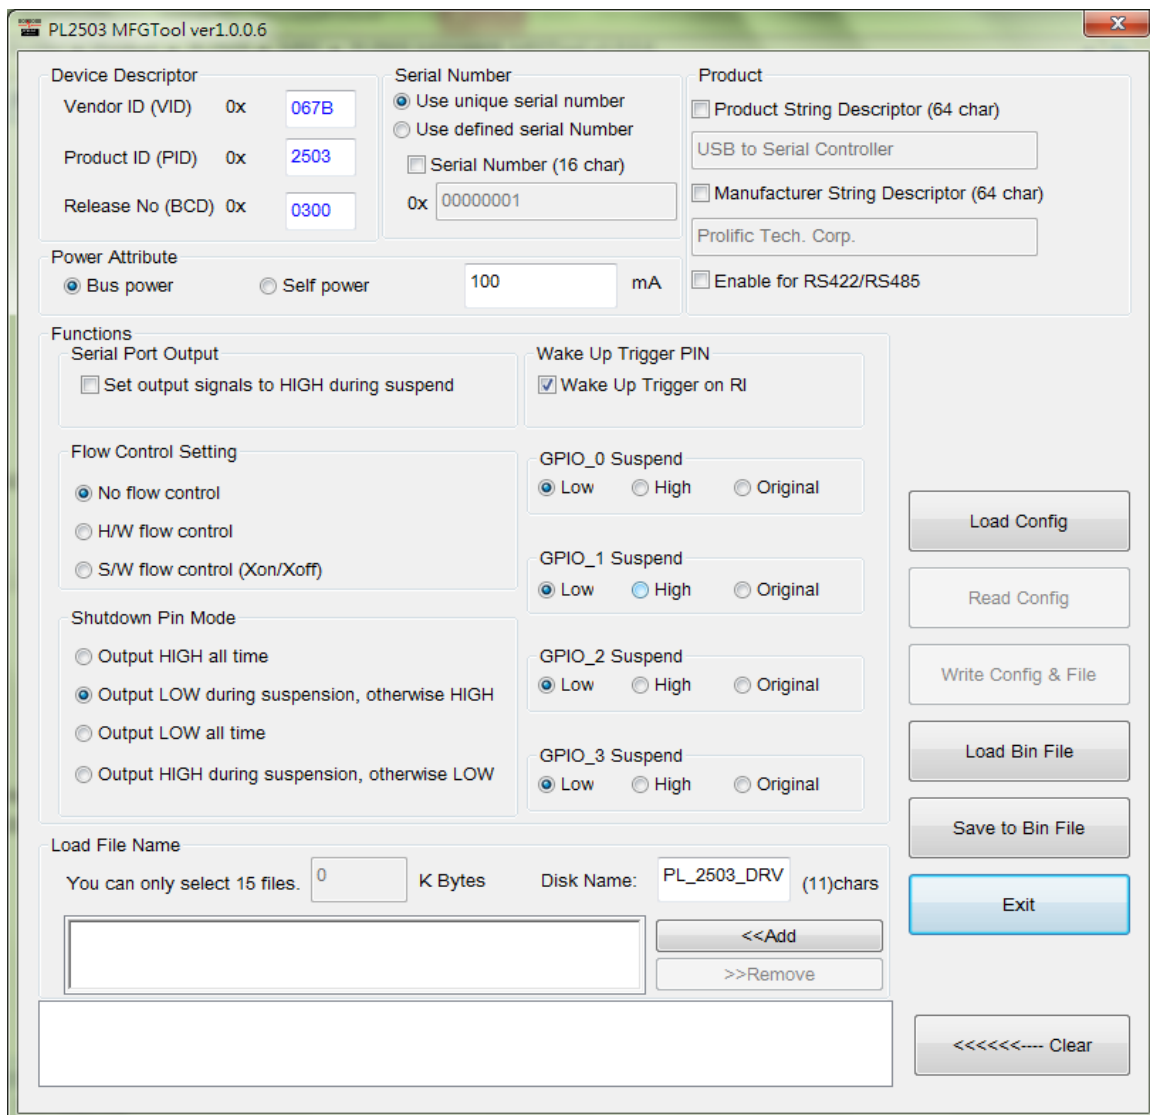 PL2503 MFGTool ver1.0.0.6
Device Descriptor
Vendor ID (VID) 0x 067B
Product ID (PID) 0x 2503
Release No (BCD) 0x 0300
Serial Number
Use unique serial number
Use defined serial Number
Serial Number (16 char)
0x 00000001
Product
Product String Descriptor (64 char)
USB to Serial Controller
Manufacturer String Descriptor (64 char)
Prolific Tech. Corp.
Enable for RS422/RS485
Power Attribute
Bus power Self power 100 mA
Functions
Serial Port Output
Set output signals to HIGH during suspend
Wake Up Trigger PIN
Wake Up Trigger on RI
Flow Control Setting
No flow control
H/W flow control
S/W flow control (Xon/Xoff)
Shutdown Pin Mode
Output HIGH all time
Output LOW during suspension, otherwise HIGH
Output LOW all time
Output HIGH during suspension, otherwise LOW
GPIO_0 Suspend
Low High Original
GPIO_1 Suspend
Low High Original
GPIO_2 Suspend
Low High Original
GPIO_3 Suspend
Low High Original
Load Config
Read Config
Write Config & File
Load Bin File
Save to Bin File
Exit
Load File Name
You can only select 15 files. 0 K Bytes Disk Name: PL_2503_DRV (11)chars
<<Add
>>Remove
<<<<<<---- Clear